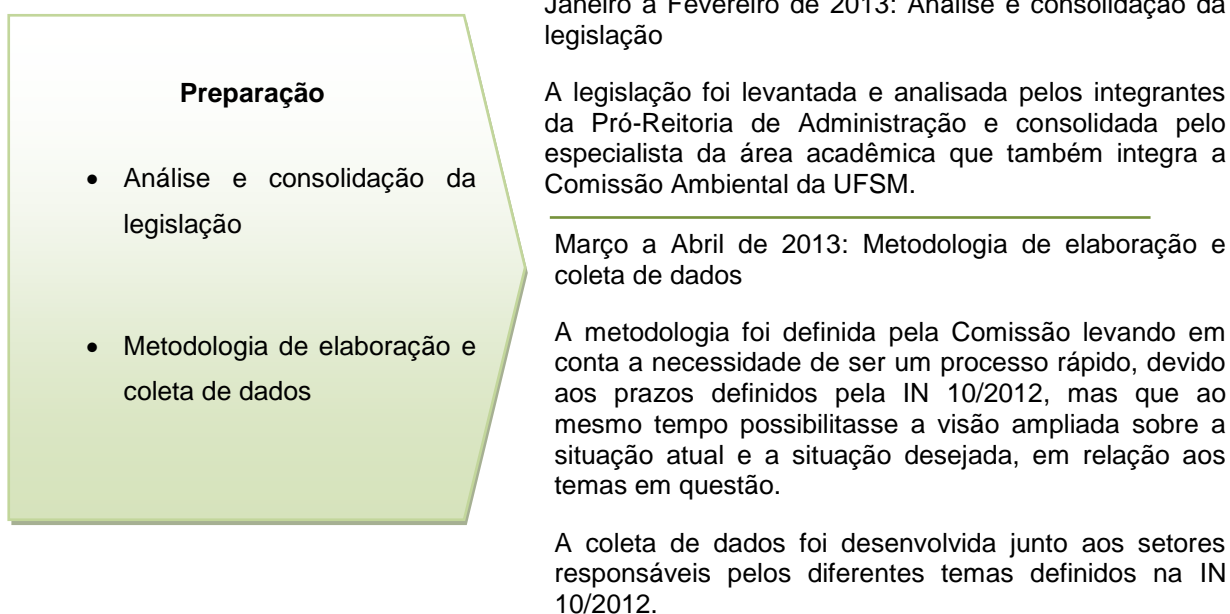 Preparação
• Análise e consolidação da
legislação
• Metodologia de elaboração e
coleta de dados
Janeiro a Fevereiro de 2013: Análise e consolidação da
legislação
A legislação foi levantada e analisada pelos integrantes
da Pró-Reitoria de Administração e consolidada pelo
especialista da área acadêmica que também integra a
Comissão Ambiental da UFSM.
Março a Abril de 2013: Metodologia de elaboração e
coleta de dados
A metodologia foi definida pela Comissão levando em
conta a necessidade de ser um processo rápido, devido
aos prazos definidos pela IN 10/2012, mas que ao
mesmo tempo possibilitasse a visão ampliada sobre a
situação atual e a situação desejada, em relação aos
temas em questão.
A coleta de dados foi desenvolvida junto aos setores
responsáveis pelos diferentes temas definidos na IN
10/2012.